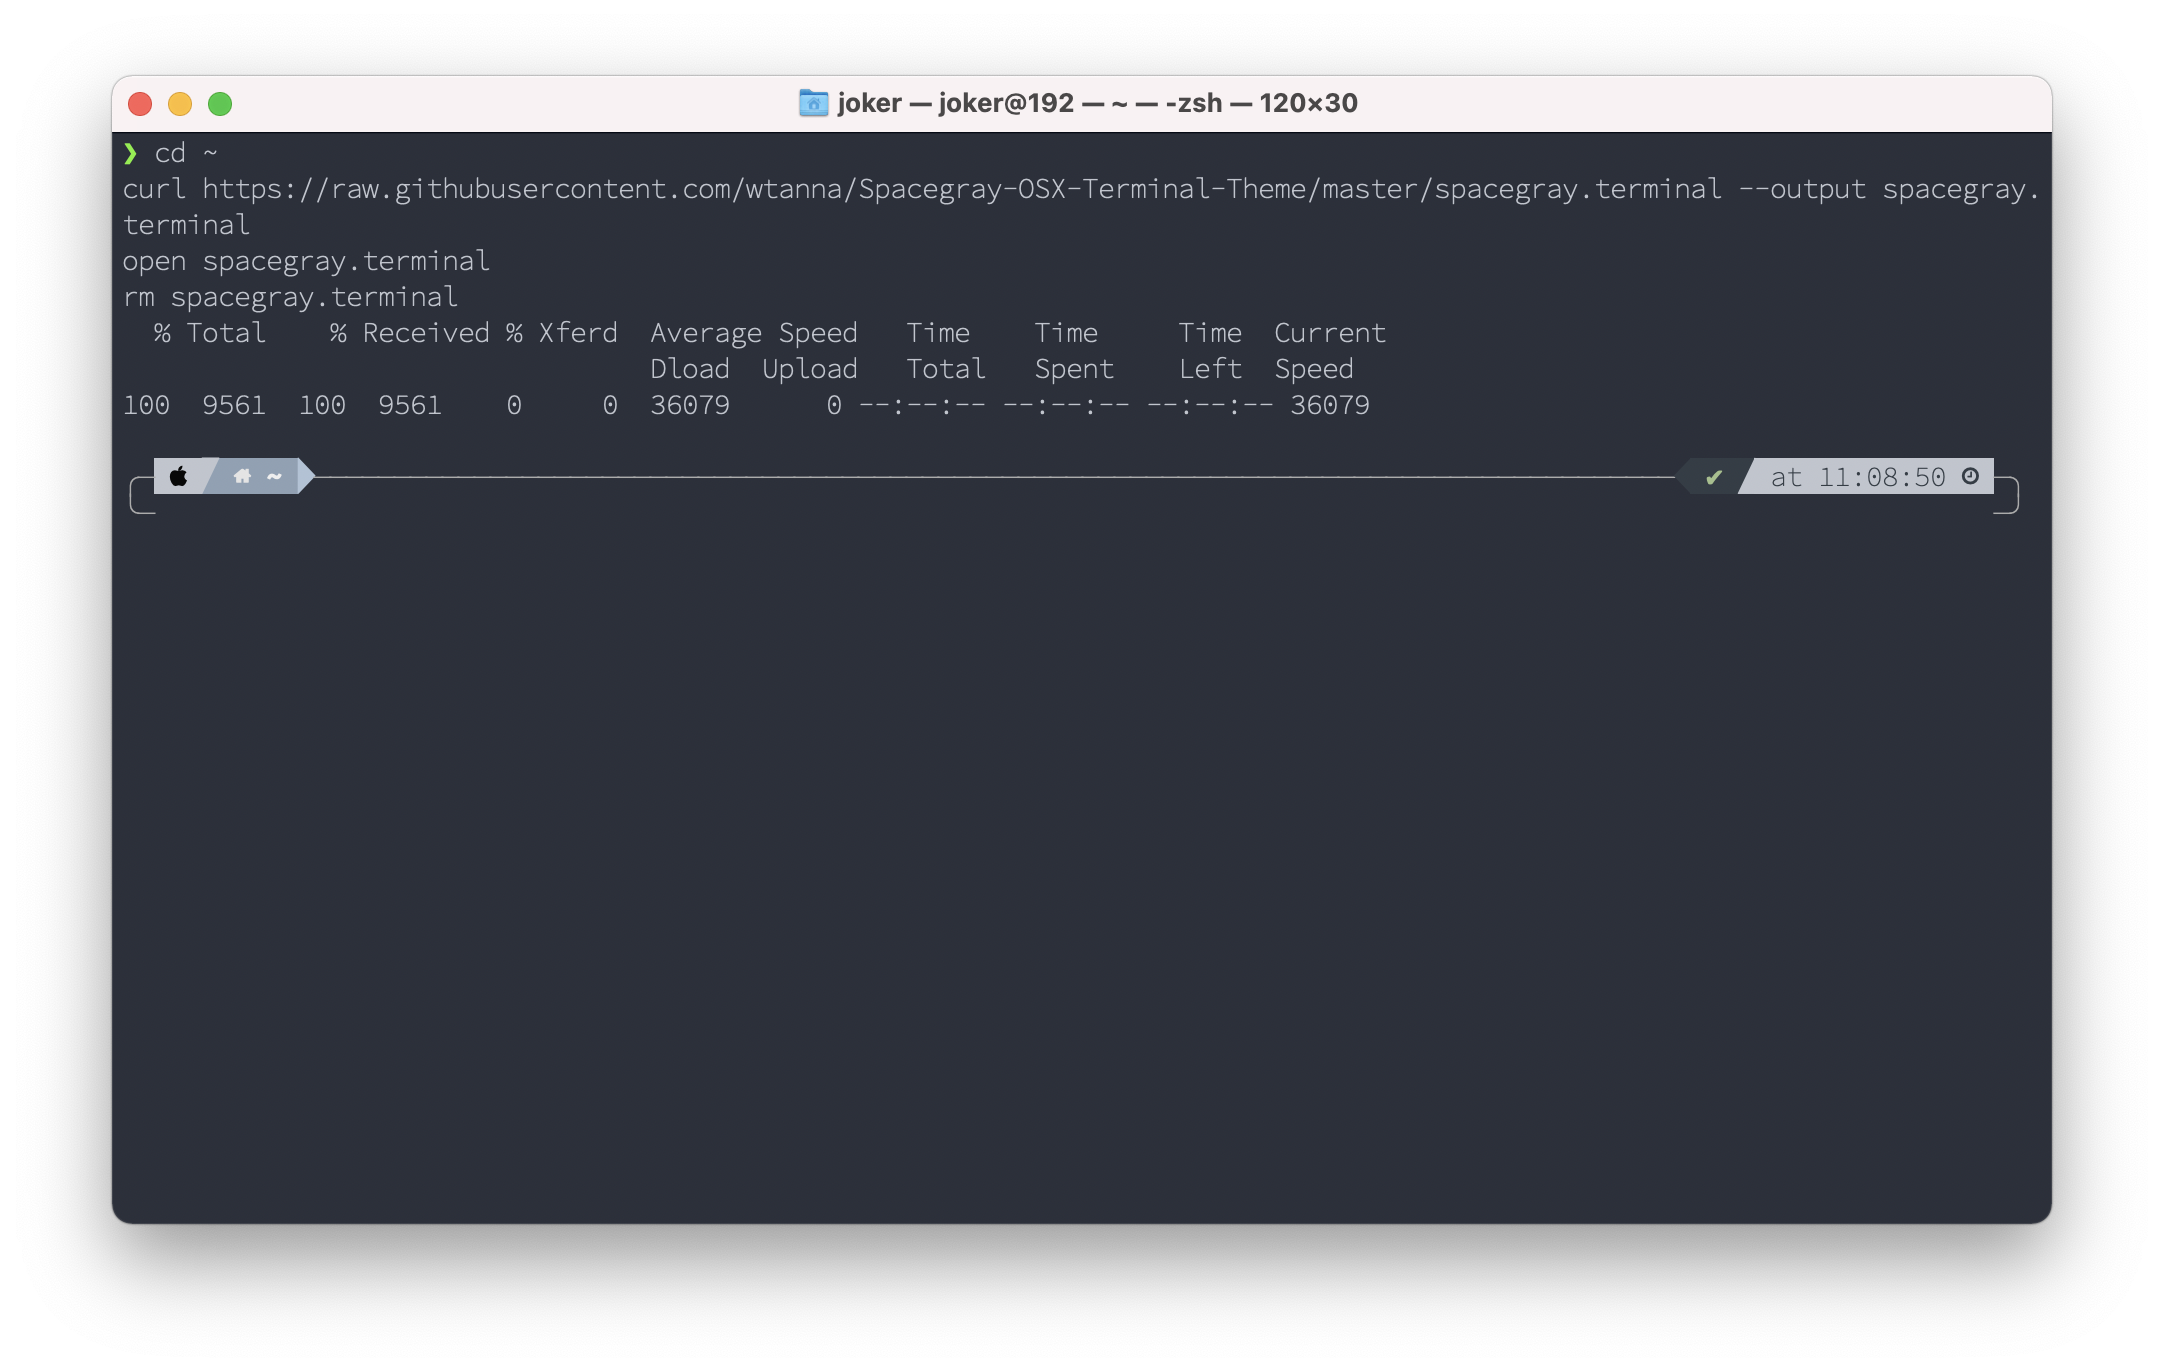 joker — joker@192 — ~ — -zsh — 120×30
❯ cd ~
curl https://raw.githubusercontent.com/wtanna/Spacegray-OSX-Terminal-Theme/master/spacegray.terminal --output spacegray.
terminal
open spacegray.terminal
rm spacegray.terminal
  % Total    % Received % Xferd  Average Speed   Time    Time     Time  Current
                                 Dload  Upload   Total   Spent    Left  Speed
100  9561  100  9561    0     0  36079      0 --:--:-- --:--:-- --:--:-- 36079
~ ✔ at 11:08:50